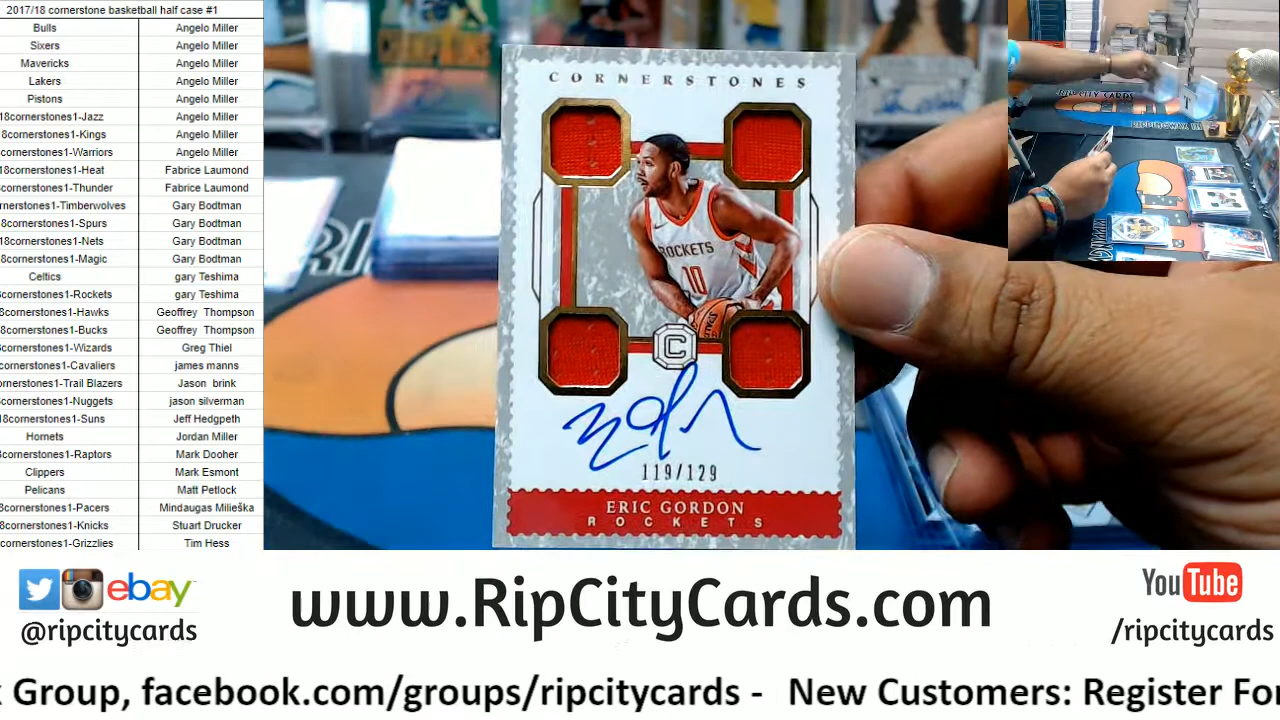 2017/18 cornerstone basketball half case #1
Bulls Angelo Miller
Sixers Angelo Miller
Mavericks Angelo Miller
Lakers Angelo Miller
Pistons Angelo Miller
18cornerstones1-Jazz Angelo Miller
8cornerstones1-Kings Angelo Miller
cornerstones1-Warriors Angelo Miller
18cornerstones1-Heat Fabrice Laumond
8cornerstones1-Thunder Fabrice Laumond
rnerstones1-Timberwolves Gary Bodtman
8cornerstones1-Spurs Gary Bodtman
18cornerstones1-Nets Gary Bodtman
8cornerstones1-Magic Gary Bodtman
Celtics gary Teshima
cornerstones1-Rockets gary Teshima
8cornerstones1-Hawks Geoffrey Thompson
8cornerstones1-Bucks Geoffrey Thompson
8cornerstones1-Wizards Greg Thiel
cornerstones1-Cavaliers james manns
ornerstones1-Trail Blazers Jason brink
cornerstones1-Nuggets jason silverman
18cornerstones1-Suns Jeff Hedgpeth
Hornets Jordan Miller
8cornerstones1-Raptors Mark Dooher
Clippers Mark Esmont
Pelicans Matt Petlock
8cornerstones1-Pacers Mindaugas Milieška
8cornerstones1-Knicks Stuart Drucker
cornerstones1-Grizzlies Tim Hess
CORNERSTONES
ROCKETS
10
C
119/129
ERIC GORDON
ROCKETS
RIP CITY CARDS
ebay
@ripcitycards
www.RipCityCards.com
YouTube
/ripcitycards
k Group, facebook.com/groups/ripcitycards - New Customers: Register For